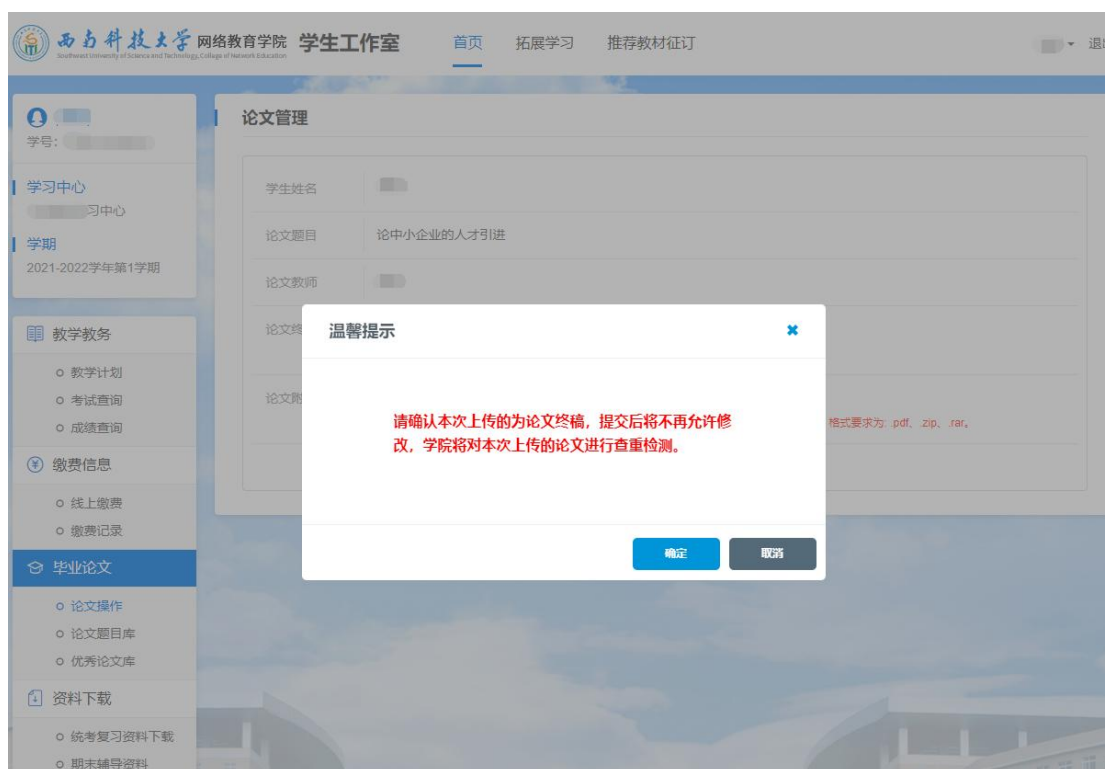 西南科技大学 网络教育学院 学生工作室 首页 拓展学习 推荐教材征订
Southwest University of Science and Technology, College of Network Education
学号:
学习中心
习中心
学期
2021-2022学年第1学期
教学教务
教学计划
考试查询
成绩查询
缴费信息
线上缴费
缴费记录
毕业论文
论文操作
论文题目库
优秀论文库
资料下载
统考复习资料下载
期末辅导资料
论文管理
学生姓名
论文题目 论中小企业的人才引进
论文教师
论文终
论文附
格式要求为: .pdf、.zip、.rar。
温馨提示
请确认本次上传的为论文终稿，提交后将不再允许修
改，学院将对本次上传的论文进行查重检测。
确定 取消